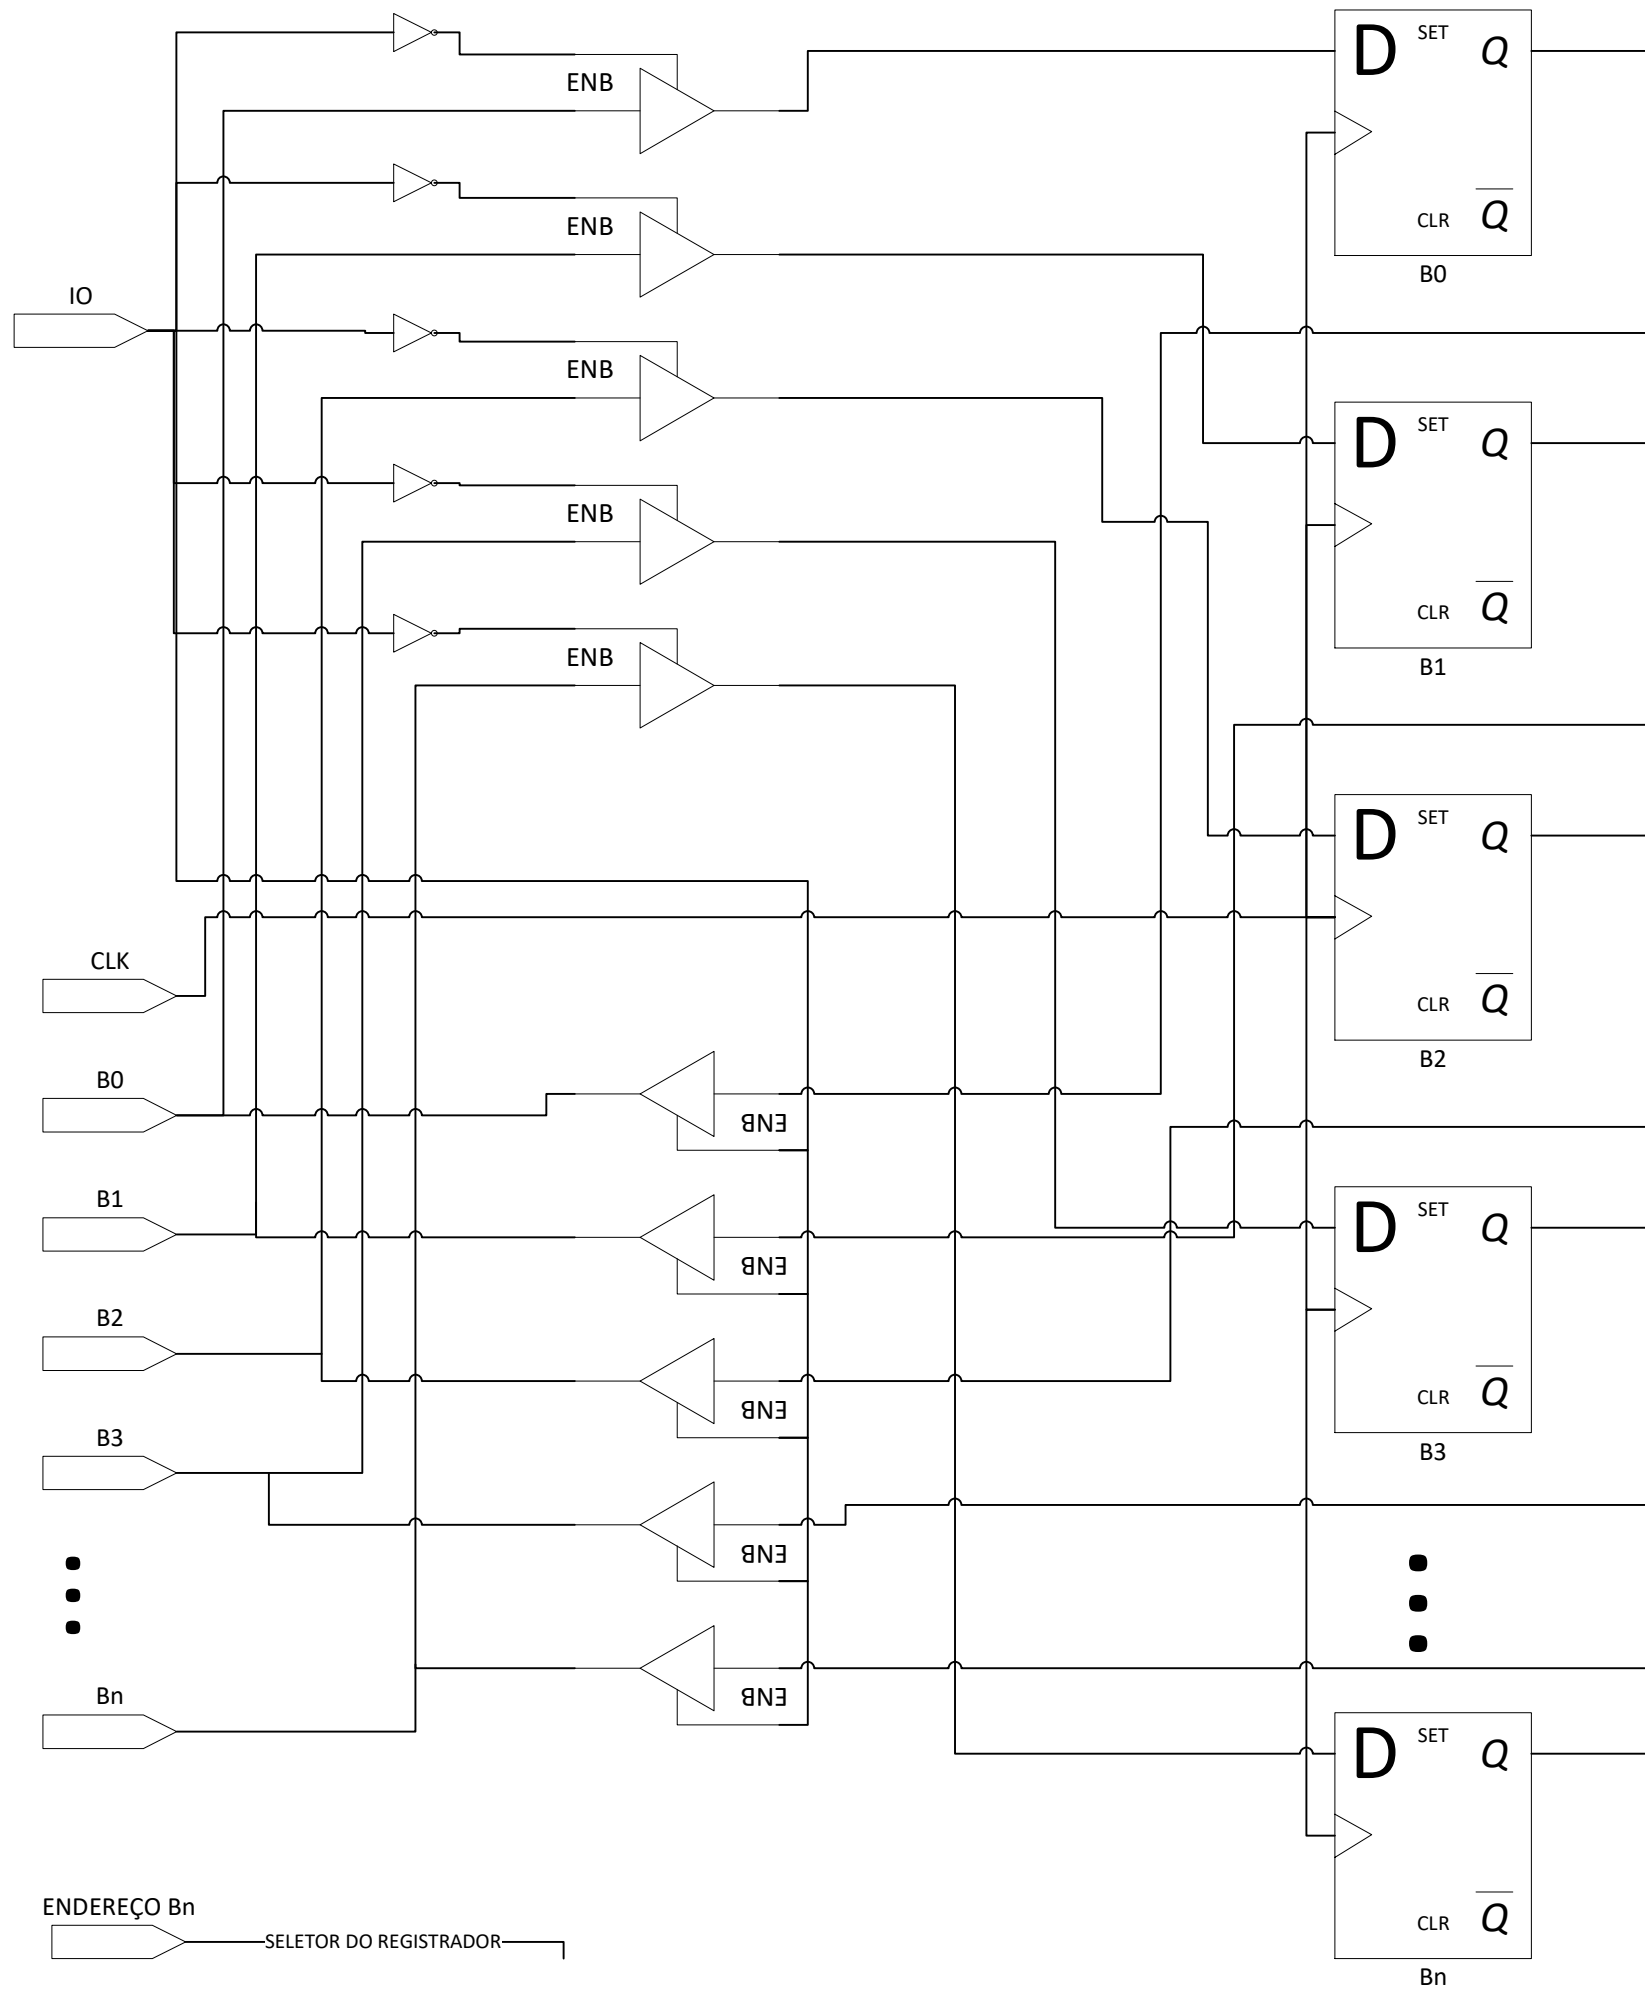 ENB
D SET Q
CLR Q
B0
ENB
IO
ENB
D SET Q
CLR Q
B1
ENB
ENB
D SET Q
CLR Q
B2
CLK
B0
ENB
B1
ENB
D SET Q
CLR Q
B3
B2
ENB
B3
ENB
Bn
ENB
D SET Q
CLR Q
Bn
ENDEREÇO Bn
SELETOR DO REGISTRADOR